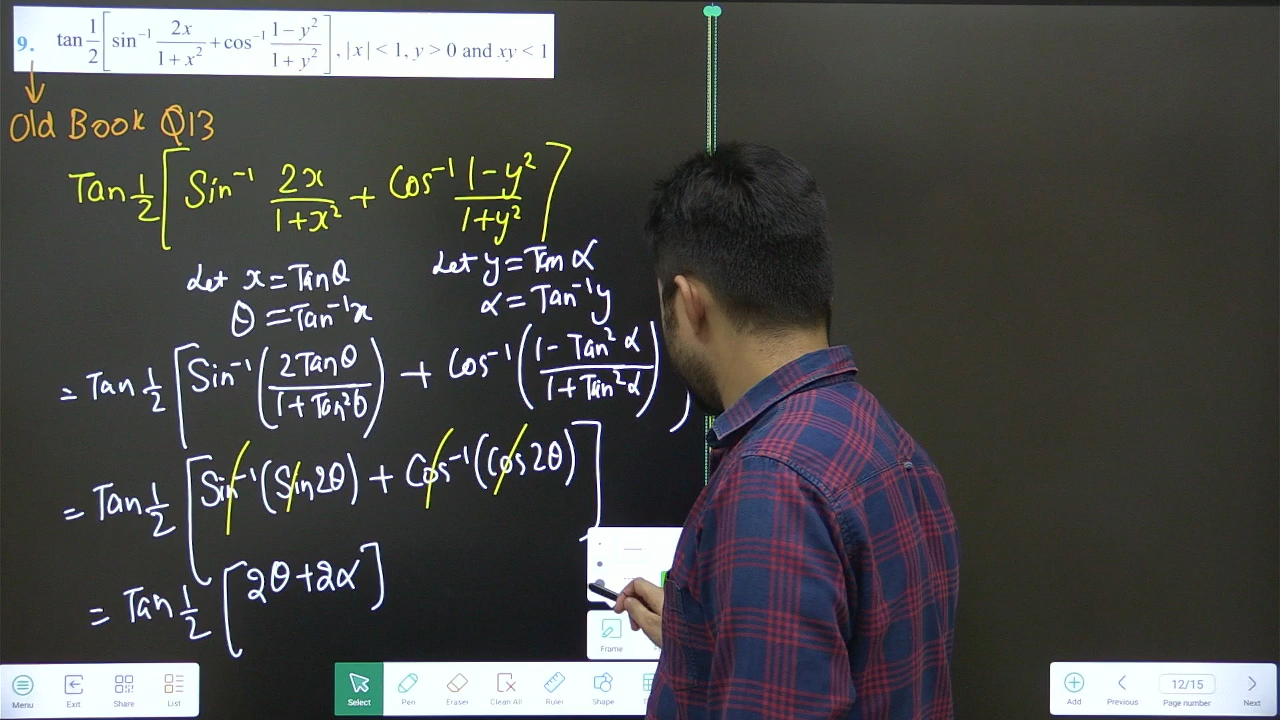 9. tan 1/2 [ sin⁻¹ 2x/(1+x²) + cos⁻¹ (1−y²)/(1+y²) ], |x| < 1, y > 0 and xy < 1
Old Book Q13
Tan 1/2 [ Sin⁻¹ 2x/(1+x²) + Cos⁻¹ (1−y²)/(1+y²) ]
Let x = Tanθ Let y = Tan α
θ = Tan⁻¹x α = Tan⁻¹y
= Tan 1/2 [ Sin⁻¹ ( 2Tanθ/(1+Tan²θ) ) + Cos⁻¹ ( (1− Tan² α)/(1+Tan²α) )
= Tan 1/2 [ Sin⁻¹ (Sin2θ) + Cos⁻¹ (Cos2θ) ]
= Tan 1/2 [ 2θ+2α ]
Frame
Menu Exit Share List Select Pen Eraser Clean All Ruler Shape Add Previous 12/15 Page number Next